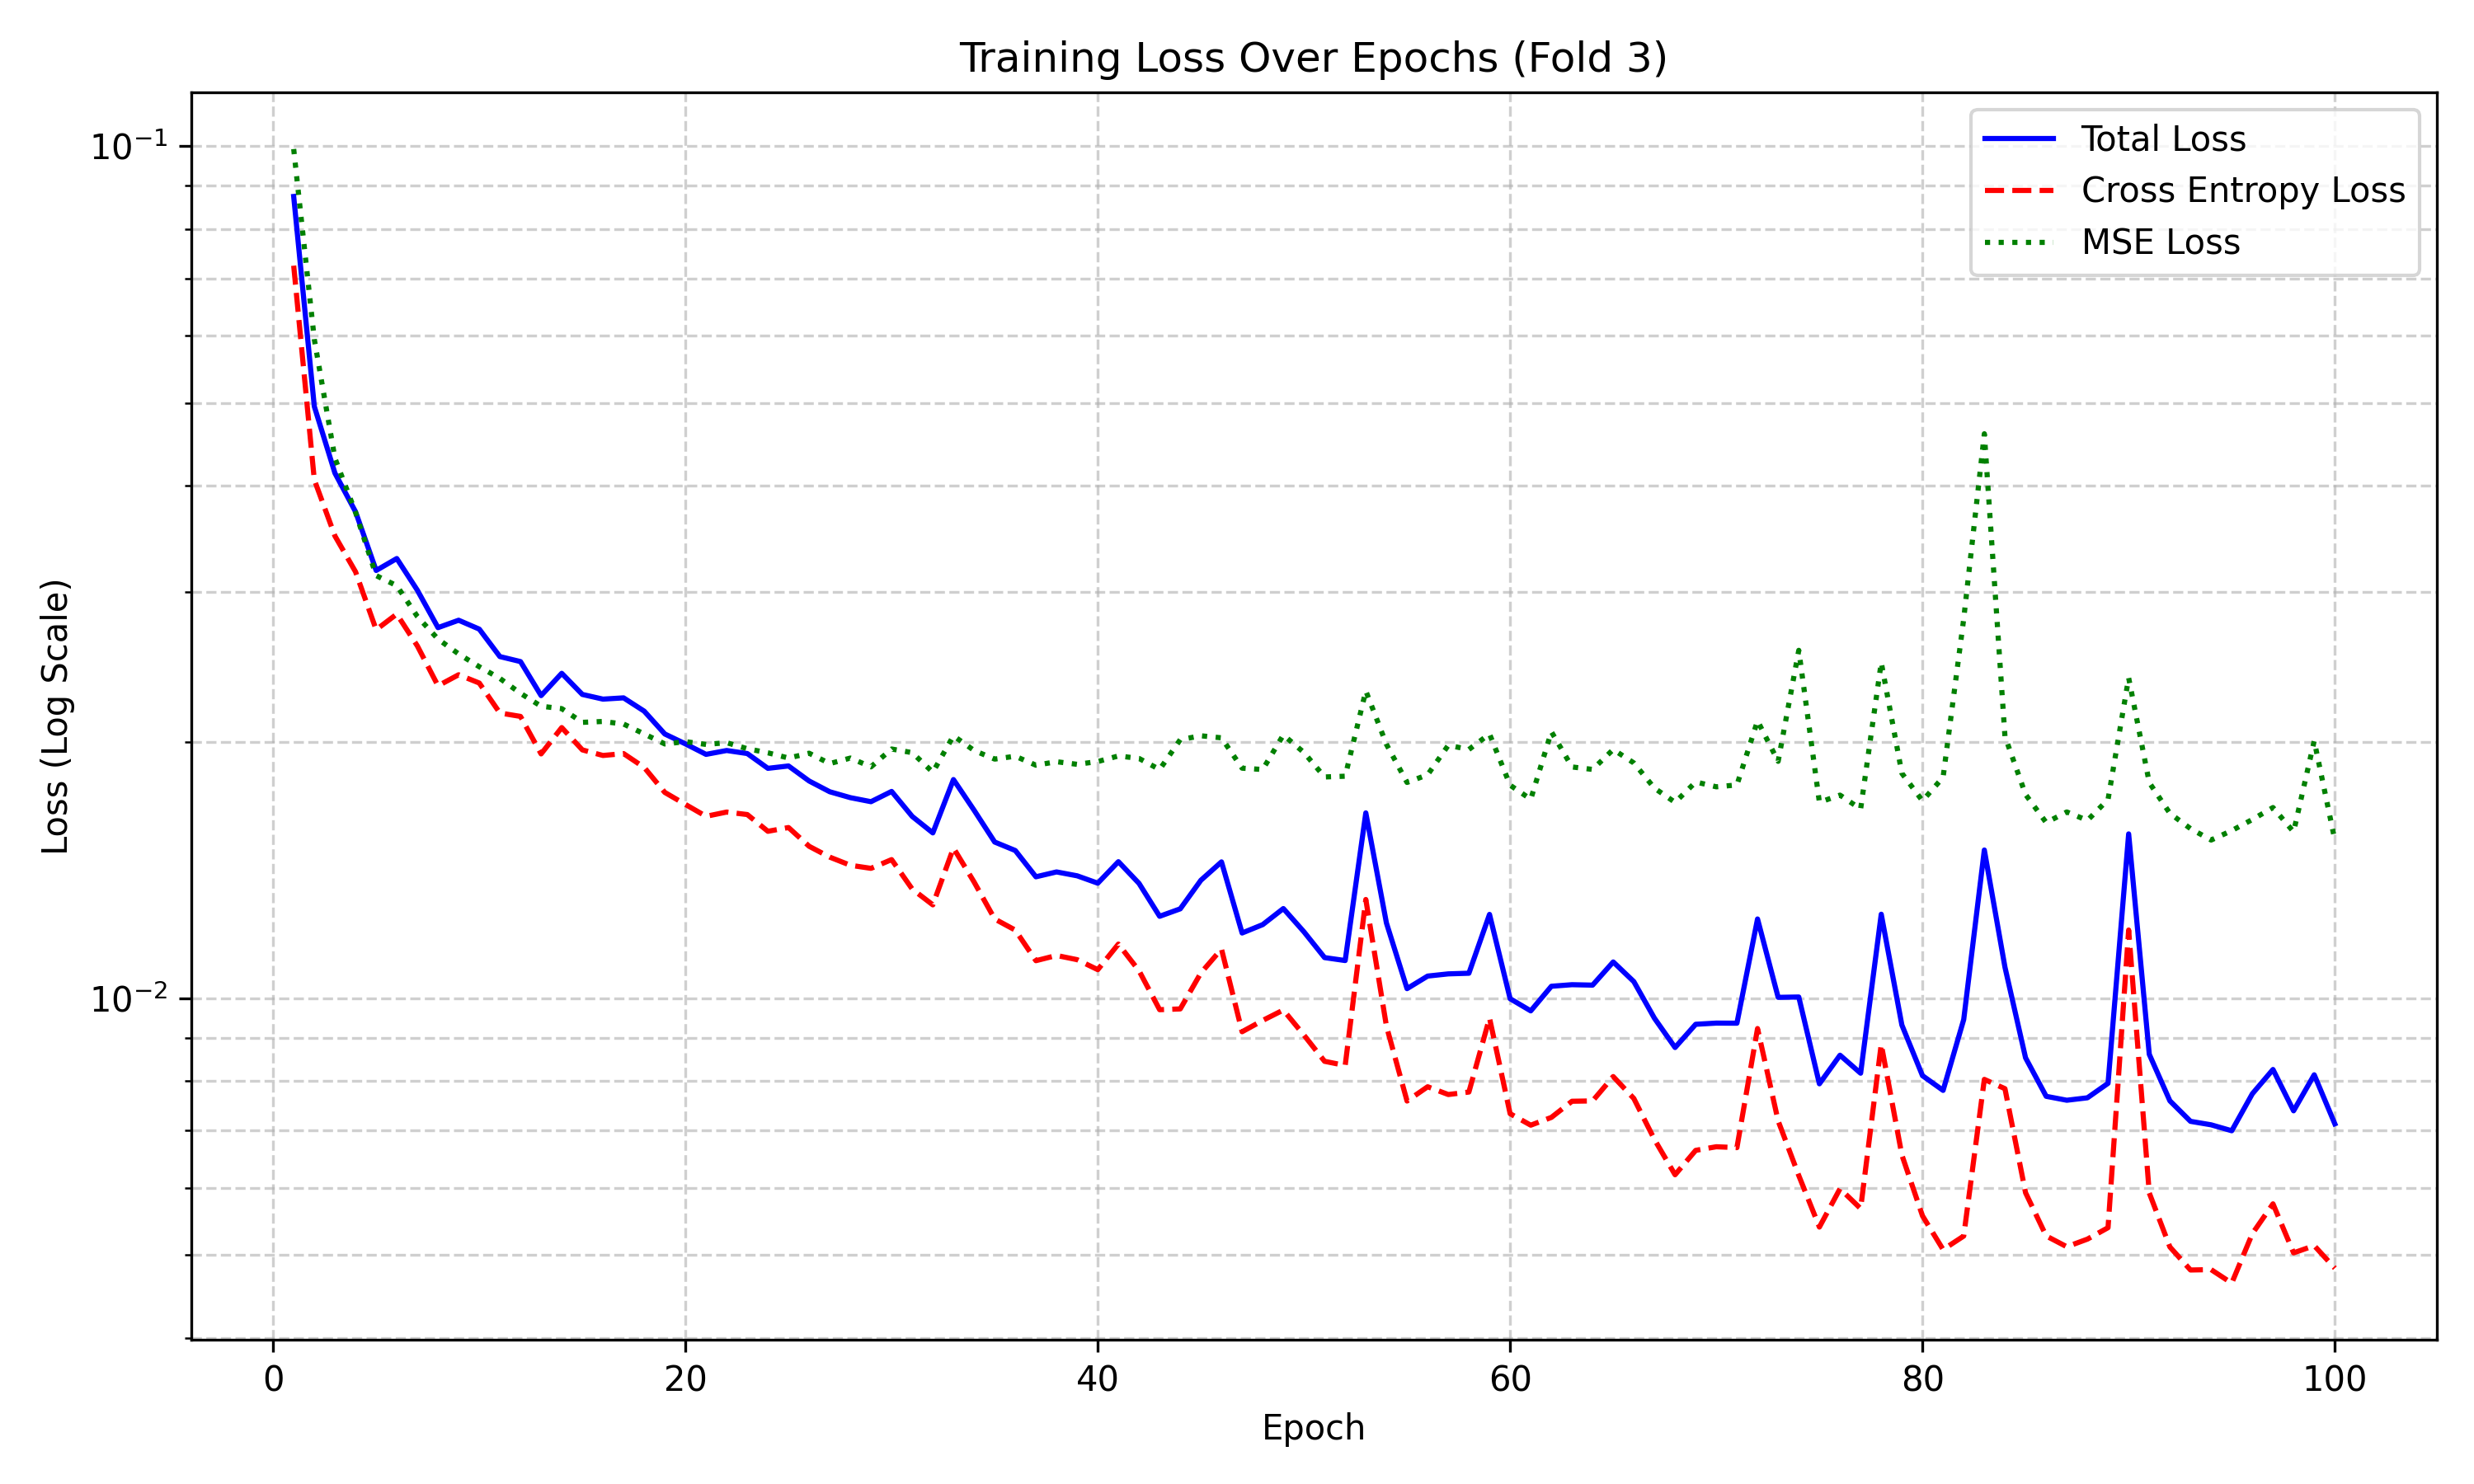 Training Loss Over Epochs (Fold 3)
Total Loss
Cross Entropy Loss
MSE Loss
Loss (Log Scale)
10⁻¹
10⁻²
0 20 40 60 80 100
Epoch